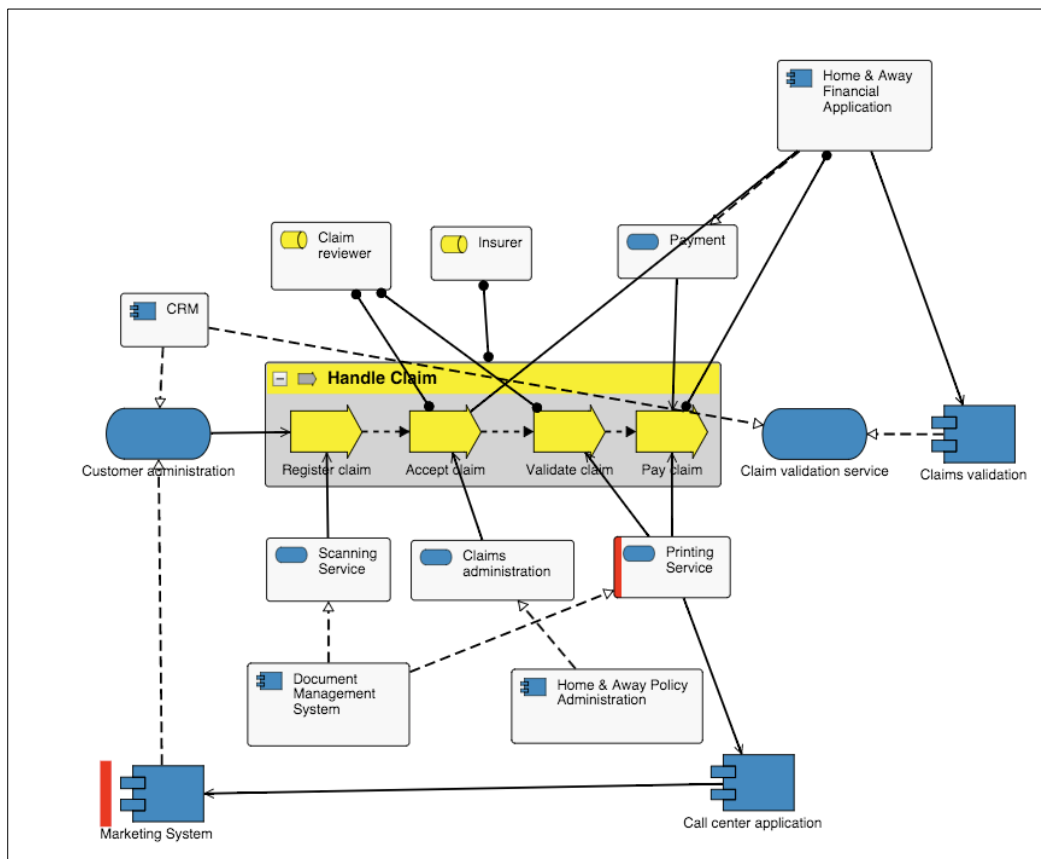 Home & Away
Financial
Application
Claim
reviewer
Insurer
Payment
CRM
Handle Claim
Register claim
Accept claim
Validate claim
Pay claim
Customer administration
Claim validation service
Claims validation
Scanning
Service
Claims
administration
Printing
Service
Document
Management
System
Home & Away Policy
Administration
Marketing System
Call center application